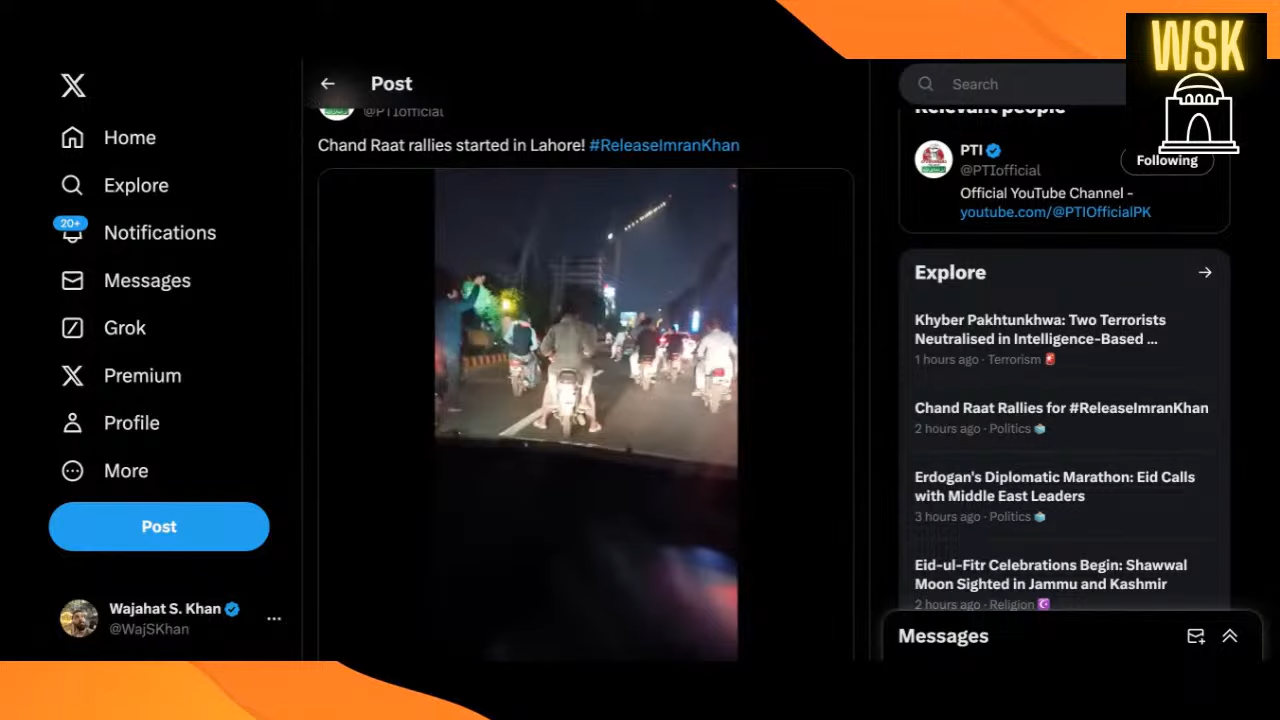 WSK
Post
Search
Home
Explore
20+
Notifications
Messages
Grok
Premium
Profile
More
Post
Wajahat S. Khan
@WajSKhan
@PTIofficial
Chand Raat rallies started in Lahore! #ReleaseImranKhan
Relevant people
PTI
@PTIofficial
Following
Official YouTube Channel -
youtube.com/@PTIOfficialPK
Explore
Khyber Pakhtunkhwa: Two Terrorists
Neutralised in Intelligence-Based ...
1 hours ago · Terrorism
Chand Raat Rallies for #ReleaseImranKhan
2 hours ago · Politics
Erdogan's Diplomatic Marathon: Eid Calls
with Middle East Leaders
3 hours ago · Politics
Eid-ul-Fitr Celebrations Begin: Shawwal
Moon Sighted in Jammu and Kashmir
2 hours ago · Religion
Messages